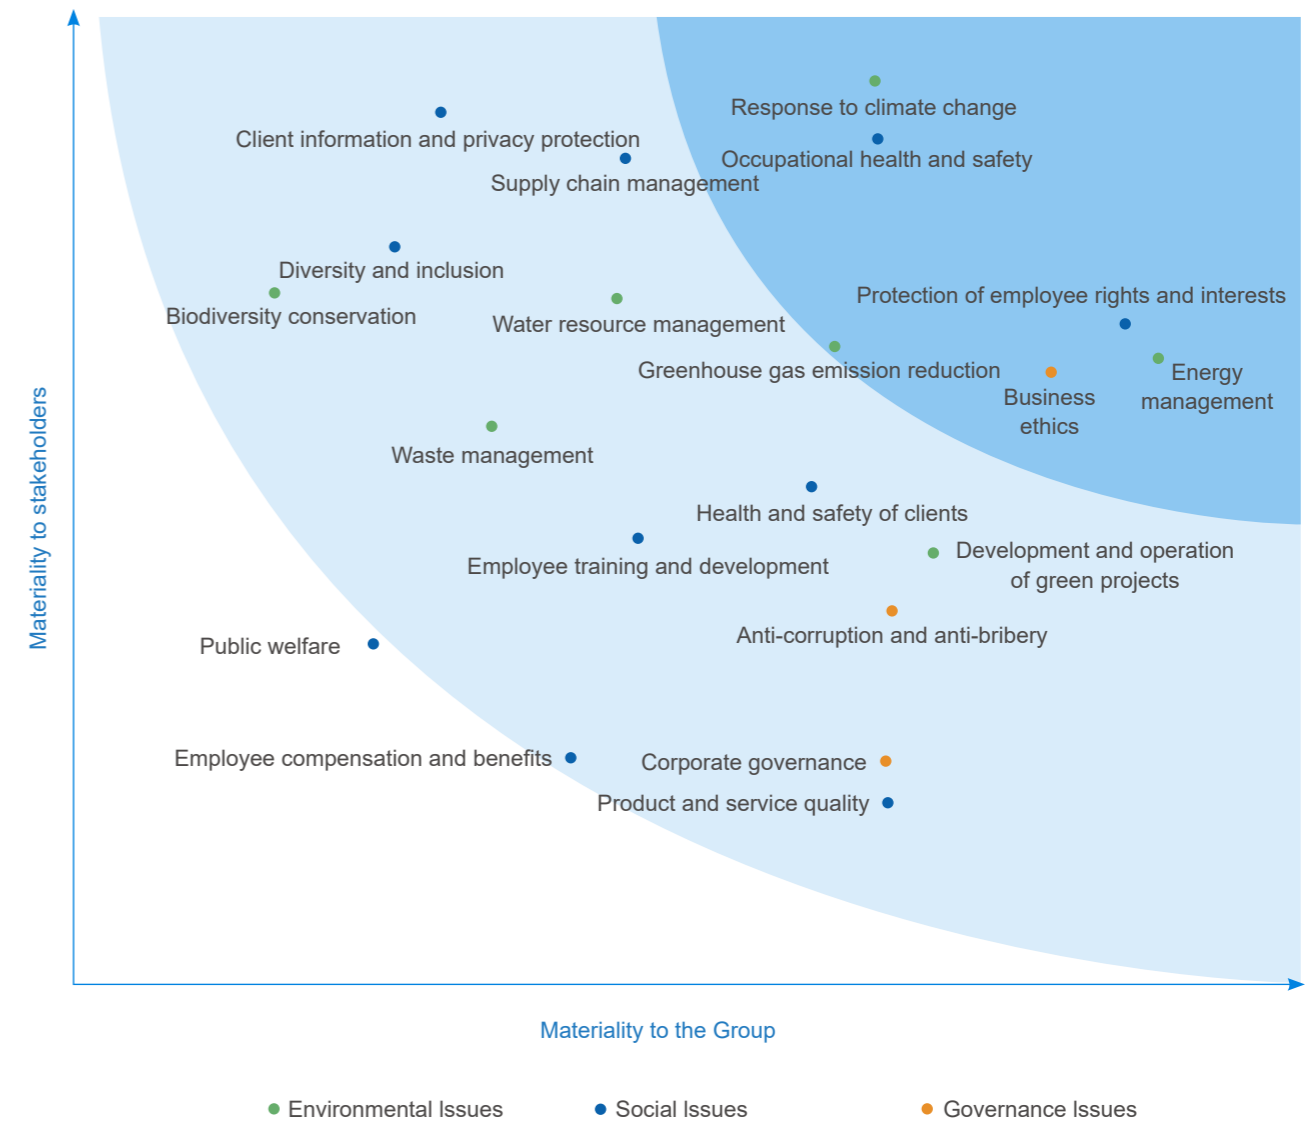 Response to climate change
Client information and privacy protection
Occupational health and safety
Supply chain management
Diversity and inclusion
Protection of employee rights and interests
Biodiversity conservation
Water resource management
Greenhouse gas emission reduction
Energy
management
Business
ethics
Waste management
Health and safety of clients
Employee training and development
Development and operation
of green projects
Anti-corruption and anti-bribery
Public welfare
Employee compensation and benefits
Corporate governance
Product and service quality
Materiality to stakeholders
Materiality to the Group
Environmental Issues
Social Issues
Governance Issues